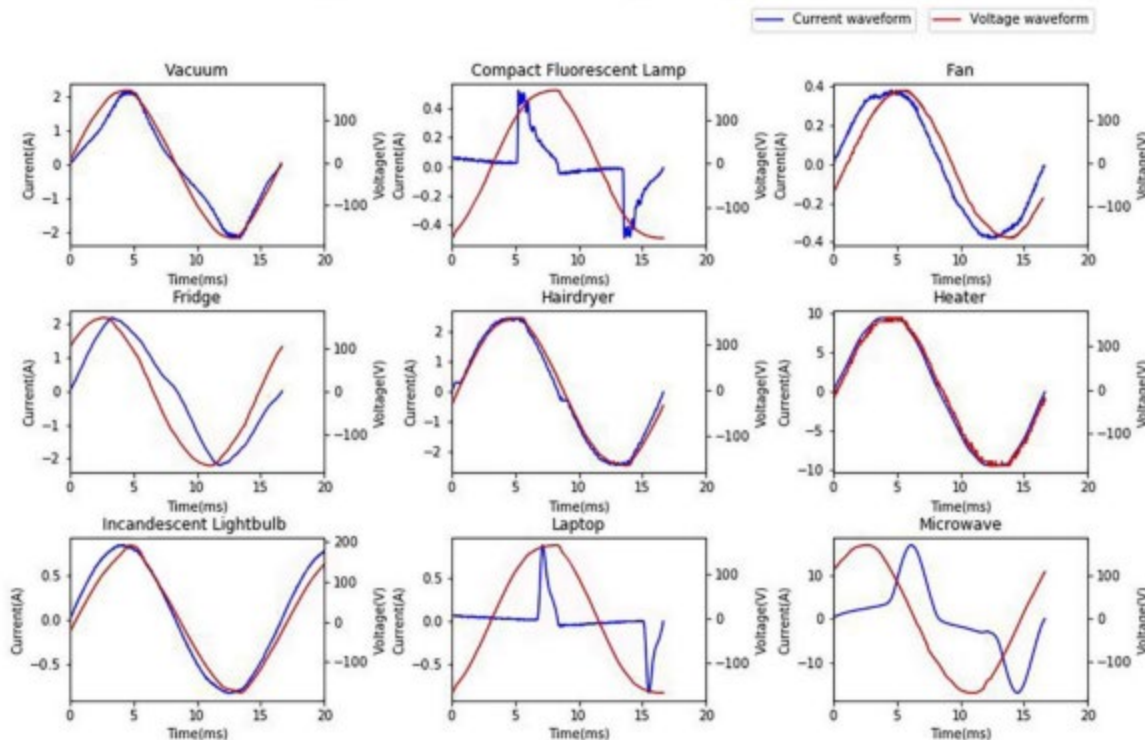 Current waveform Voltage waveform
Vacuum Compact Fluorescent Lamp Fan
Current(A) Voltage(V) Current(A) Voltage(V) Current(A) Voltage(V)
2 1 0 -1 -2 100 0 -100
0.4 0.2 0.0 -0.2 -0.4 100 0 -100
0.4 0.2 0.0 -0.2 -0.4 100 0 -100
0 5 10 15 20 0 5 10 15 20 0 5 10 15 20
Time(ms) Time(ms) Time(ms)
Fridge Hairdryer Heater
Current(A) Voltage(V) Current(A) Voltage(V) Current(A) Voltage(V)
2 1 0 -1 -2 100 0 -100
2 1 0 -1 -2 100 0 -100
10 5 0 -5 -10 100 0 -100
0 5 10 15 20 0 5 10 15 20 0 5 10 15 20
Time(ms) Time(ms) Time(ms)
Incandescent Lightbulb Laptop Microwave
Current(A) Voltage(V) Current(A) Voltage(V) Current(A) Voltage(V)
0.5 0.0 -0.5 200 100 0 -100
0.5 0.0 -0.5 100 0 -100
10 0 -10 100 0 -100
0 5 10 15 20 0 5 10 15 20 0 5 10 15 20
Time(ms) Time(ms) Time(ms)